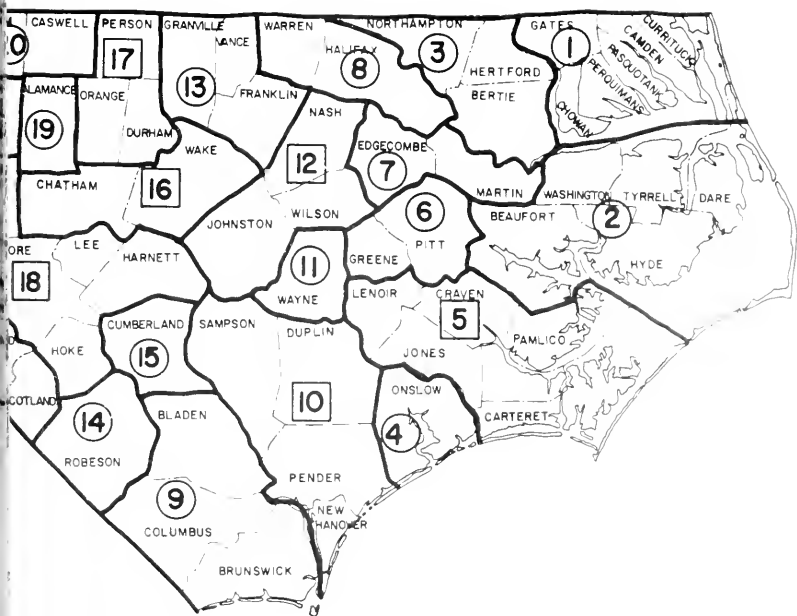 CASWELL
PERSON
GRANVILLE
VANCE
WARREN
NORTHAMPTON
HALIFAX
GATES
CURRITUCK
CAMDEN
PASQUOTANK
PERQUIMANS
CHOWAN
17
13
8
3
1
HERTFORD
BERTIE
ALAMANCE
ORANGE
FRANKLIN
NASH
19
DURHAM
WAKE
EDGECOMBE
12
7
CHATHAM
16
MARTIN
WASHINGTON
TYRRELL
DARE
BEAUFORT
2
6
PITT
JOHNSTON
WILSON
GREENE
HYDE
LEE
HARNETT
11
18
WAYNE
LENOIR
CRAVEN
5
PAMLICO
CUMBERLAND
SAMPSON
DUPLIN
HOKE
15
JONES
ONSLOW
14
BLADEN
10
4
CARTERET
ROBESON
PENDER
9
COLUMBUS
NEW
HANOVER
BRUNSWICK